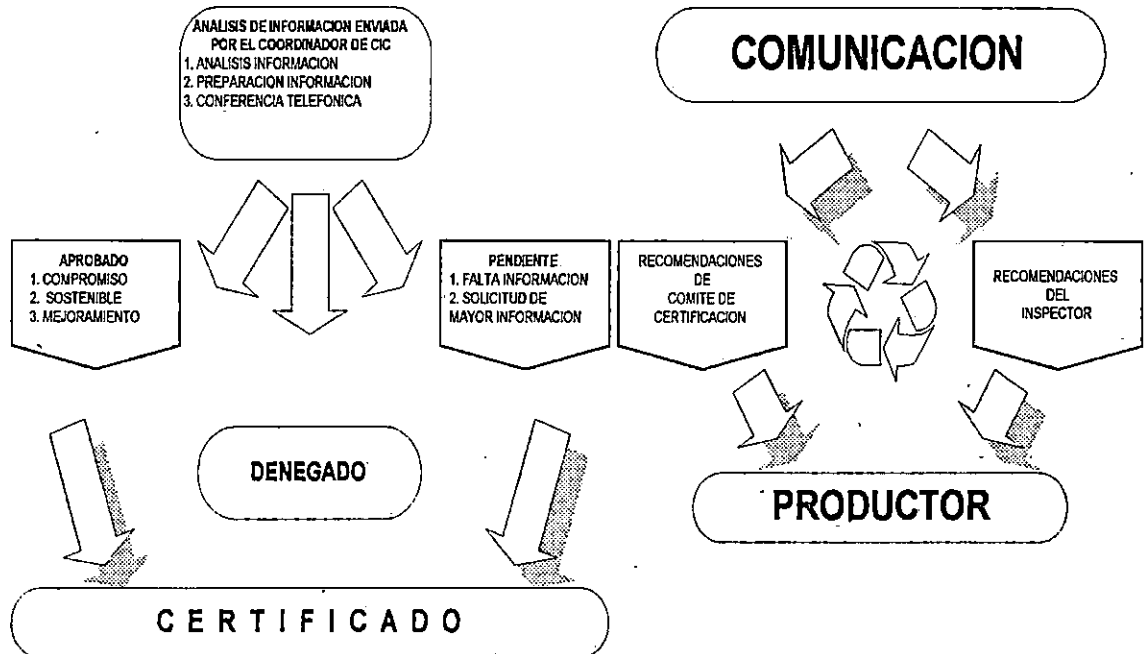 ANALISIS DE INFORMACION ENVIADA
POR EL COORDINADOR DE CIC
1. ANALISIS INFORMACION
2. PREPARACION INFORMACION
3. CONFERENCIA TELEFONICA
APROBADO
1. COMPROMISO
2. SOSTENIBLE
3. MEJORAMIENTO
PENDIENTE
1. FALTA INFORMACION
2. SOLICITUD DE
MAYOR INFORMACION
DENEGADO
CERTIFICADO
COMUNICACION
RECOMENDACIONES
DE
COMITE DE
CERTIFICACION
RECOMENDACIONES
DEL
INSPECTOR
PRODUCTOR